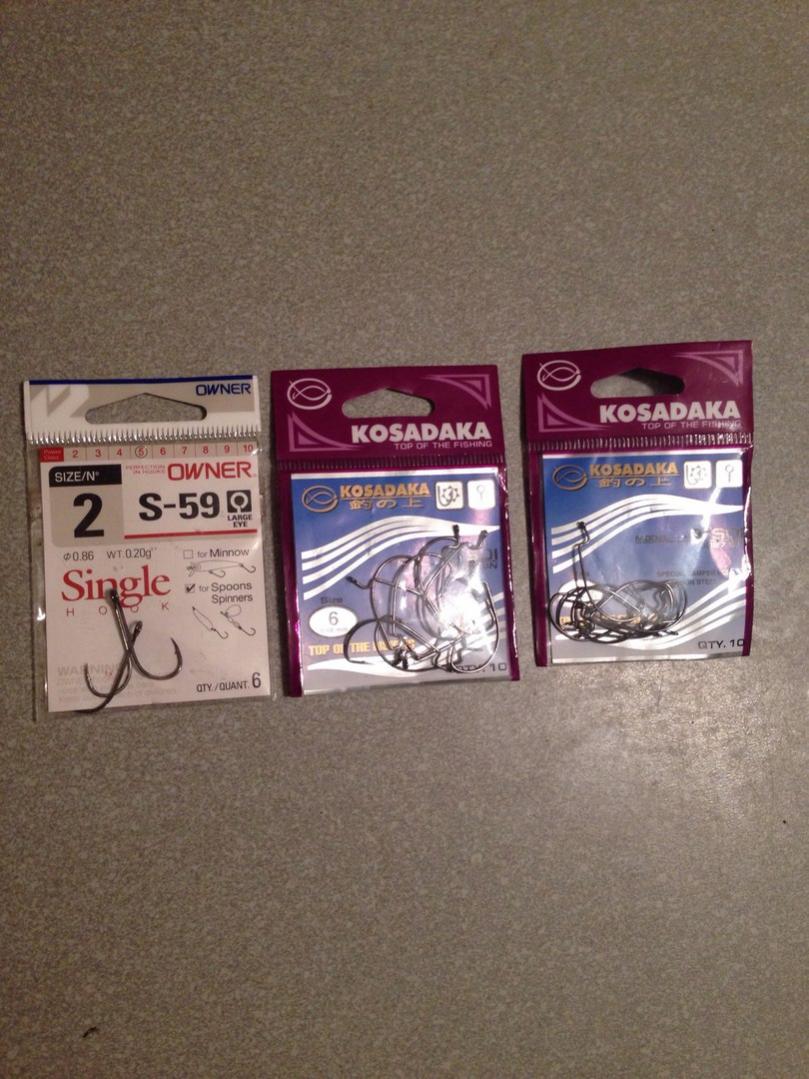 OWNER
Power Class 2 3 4 5 6 7 8 9 10
SIZE/N°
2
PERFECTION IN HOOKS
OWNER
S-59
LARGE
EYE
Φ0.86 WT.0.20g
for Minnow
for Spoons
Spinners
Single
HOOK
WARNING
QTY./QUANT. 6
KOSADAKA
TOP OF THE FISHING
KOSADAKA
釣の上
Size
6
TOP OF THE
10
KOSADAKA
TOP OF THE FISHING
KOSADAKA
釣の上
QTY. 10